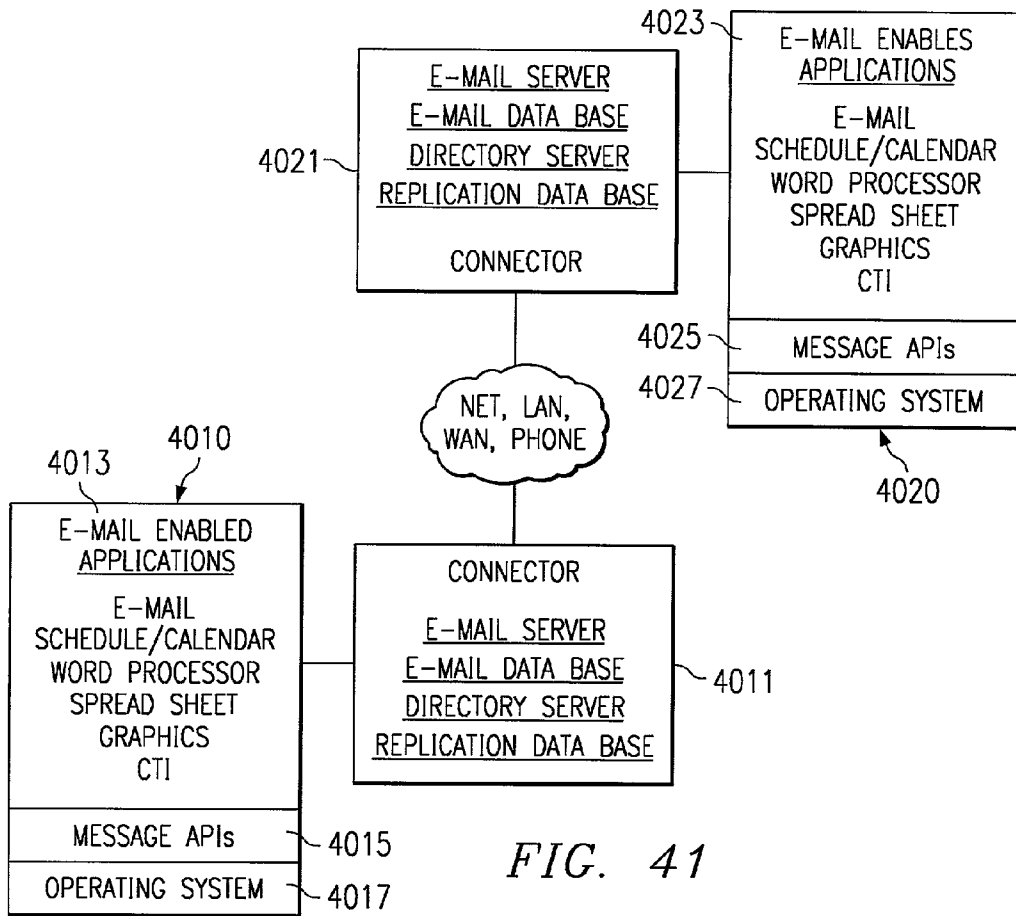 4023
E-MAIL ENABLES
APPLICATIONS
E-MAIL
SCHEDULE/CALENDAR
WORD PROCESSOR
SPREAD SHEET
GRAPHICS
CTI
4025
MESSAGE APIs
4027
OPERATING SYSTEM
4020
4021
E-MAIL SERVER
E-MAIL DATA BASE
DIRECTORY SERVER
REPLICATION DATA BASE
CONNECTOR
NET, LAN,
WAN, PHONE
4010
4013
E-MAIL ENABLED
APPLICATIONS
E-MAIL
SCHEDULE/CALENDAR
WORD PROCESSOR
SPREAD SHEET
GRAPHICS
CTI
MESSAGE APIs
4015
OPERATING SYSTEM
4017
CONNECTOR
E-MAIL SERVER
E-MAIL DATA BASE
DIRECTORY SERVER
REPLICATION DATA BASE
4011
FIG. 41